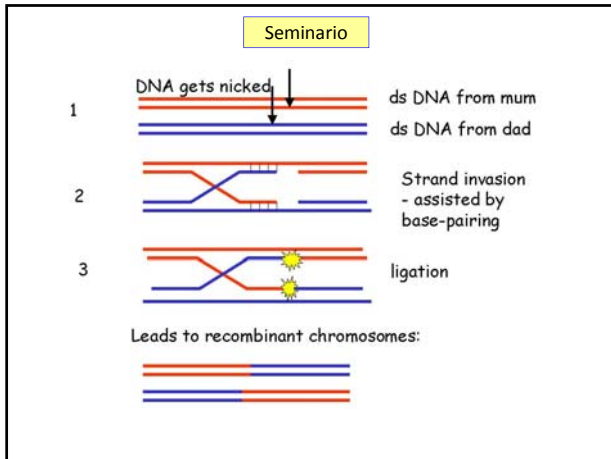 Seminario
DNA gets nicked
1
ds DNA from mum
ds DNA from dad
2
Strand invasion
- assisted by
base-pairing
3
ligation
Leads to recombinant chromosomes: